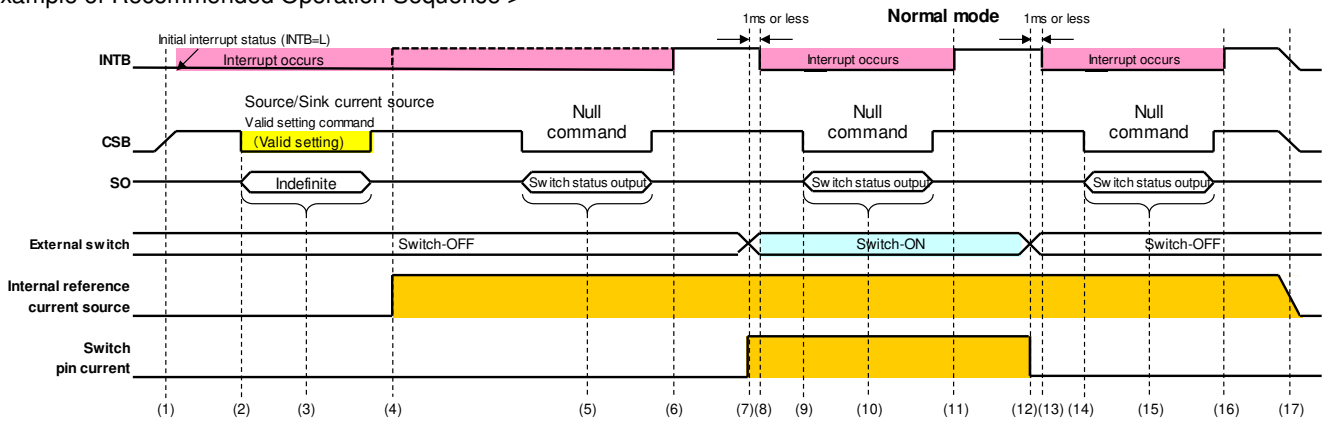 xample of Recommended Operation Sequence >
1ms or less
Normal mode
1ms or less
Initial interrupt status (INTB=L)
INTB
Interrupt occurs
Interrupt occurs
Interrupt occurs
Source/Sink current source
Valid setting command
(Valid setting)
Null
command
Null
command
Null
command
CSB
SO
Indefinite
Switch status output
Switch status output
Switch status output
External switch
Switch-OFF
Switch-ON
Switch-OFF
Internal reference
current source
Switch
pin current
(1) (2) (3) (4) (5) (6) (7)(8) (9) (10) (11) (12)(13) (14) (15) (16) (17)